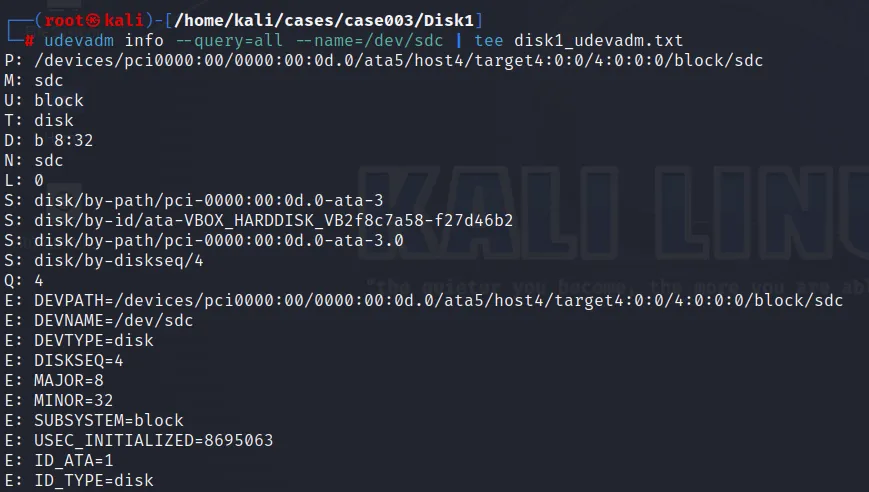 ┌──(root㉿kali)-[/home/kali/cases/case003/Disk1]
└─# udevadm info --query=all --name=/dev/sdc | tee disk1_udevadm.txt
P: /devices/pci0000:00/0000:00:0d.0/ata5/host4/target4:0:0/4:0:0:0/block/sdc
M: sdc
U: block
T: disk
D: b 8:32
N: sdc
L: 0
S: disk/by-path/pci-0000:00:0d.0-ata-3
S: disk/by-id/ata-VBOX_HARDDISK_VB2f8c7a58-f27d46b2
S: disk/by-path/pci-0000:00:0d.0-ata-3.0
S: disk/by-diskseq/4
Q: 4
E: DEVPATH=/devices/pci0000:00/0000:00:0d.0/ata5/host4/target4:0:0/4:0:0:0/block/sdc
E: DEVNAME=/dev/sdc
E: DEVTYPE=disk
E: DISKSEQ=4
E: MAJOR=8
E: MINOR=32
E: SUBSYSTEM=block
E: USEC_INITIALIZED=8695063
E: ID_ATA=1
E: ID_TYPE=disk
KALI LINU
"the quieter you become, the more you are abl